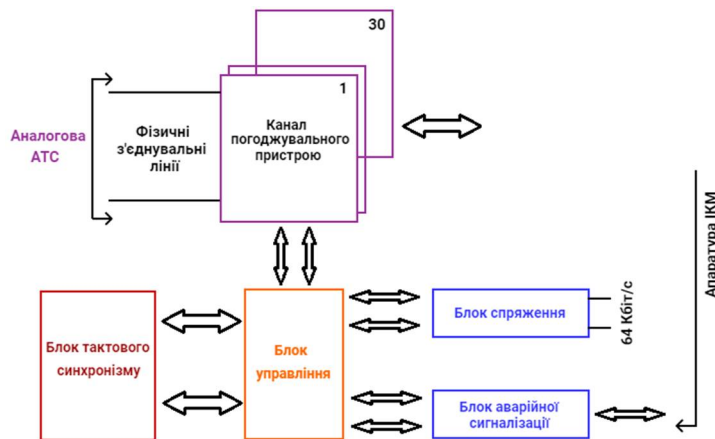 30
1
Аналогова
АТС
Фізичні
з'єднувальні
лінії
Канал
погоджувального
пристрою
Апаратура ІКМ
Блок тактового
синхронізму
Блок
управління
Блок спряження
64 Кбіт/с
Блок аварійної
сигналізації